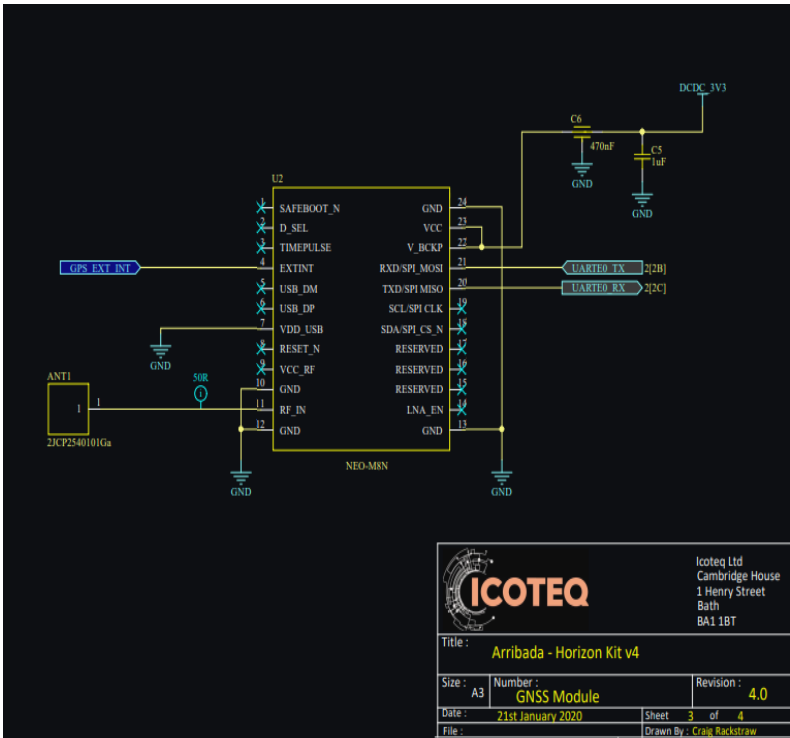 DCDC_3V3
C6
470nF
C5
1uF
GND
GND
U2
1 SAFEBOOT_N GND 24
2 D_SEL VCC 23
3 TIMEPULSE V_BCKP 22
GPS_EXT_INT 4 EXTINT RXD/SPI_MOSI 21 UARTE0_TX 2[2B]
5 USB_DM TXD/SPI MISO 20 UARTE0_RX 2[2C]
6 USB_DP SCL/SPI CLK 19
7 VDD_USB SDA/SPI_CS_N 18
8 RESET_N RESERVED 17
GND
9 VCC_RF RESERVED 16
ANT1
50R
10 GND RESERVED 15
1 1 1 11 RF_IN LNA_EN 14
12 GND GND 13
2JCP2540101Ga
NEO-M8N
GND GND
ICOTEQ
Icoteq Ltd
Cambridge House
1 Henry Street
Bath
BA1 1BT
Title :
Arribada - Horizon Kit v4
Size : A3 Number : GNSS Module Revision : 4.0
Date : 21st January 2020 Sheet 3 of 4
File : Drawn By : Craig Rackstraw